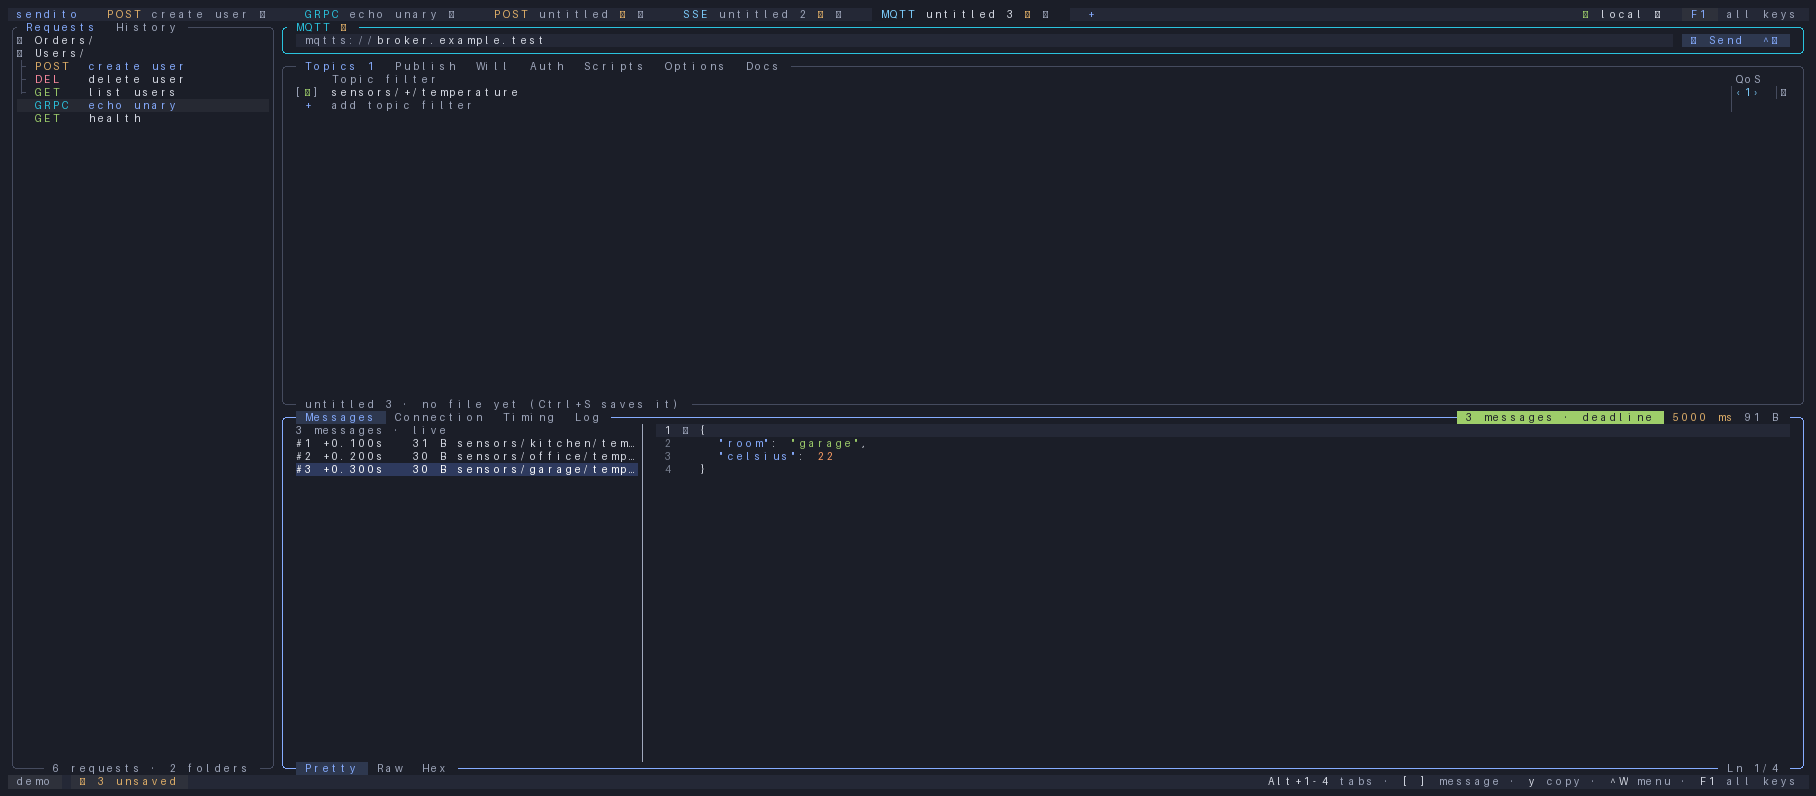 sendito POST create user GRPC echo unary POST untitled SSE untitled 2 MQTT untitled 3 + local F1 all keys
Requests History
Orders/
Users/
POST create user
DEL delete user
GET list users
GRPC echo unary
GET health
6 requests · 2 folders
MQTT
mqtts://broker.example.test Send ^
Topics 1 Publish Will Auth Scripts Options Docs
Topic filter QoS
[ ] sensors/+/temperature ‹1›
+ add topic filter
untitled 3 · no file yet (Ctrl+S saves it)
Messages Connection Timing Log 3 messages · deadline 5000 ms 91 B
3 messages · live
#1 +0.100s 31 B sensors/kitchen/tem…
#2 +0.200s 30 B sensors/office/temp…
#3 +0.300s 30 B sensors/garage/temp…
1 {
2 "room": "garage",
3 "celsius": 22
4 }
Pretty Raw Hex Ln 1/4
demo 3 unsaved Alt+1-4 tabs · [ ] message · y copy · ^W menu · F1 all keys